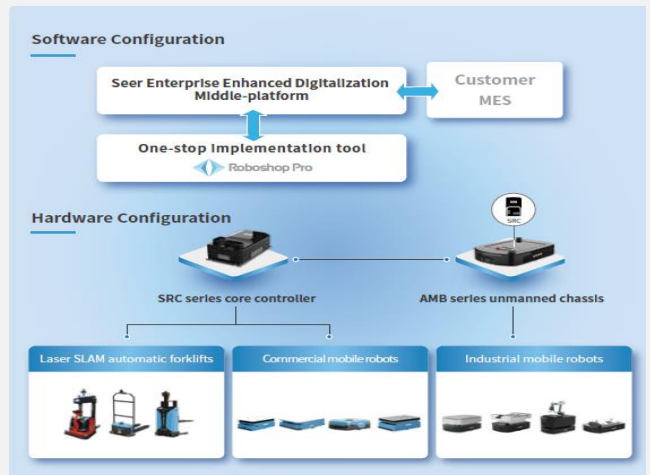 Software Configuration
Seer Enterprise Enhanced Digitalization
Middle-platform
Customer
MES
One-stop Implementation tool
Roboshop Pro
Hardware Configuration
SRC
SRC series core controller
AMB series unmanned chassis
Laser SLAM automatic forklifts
Commercial mobile robots
Industrial mobile robots